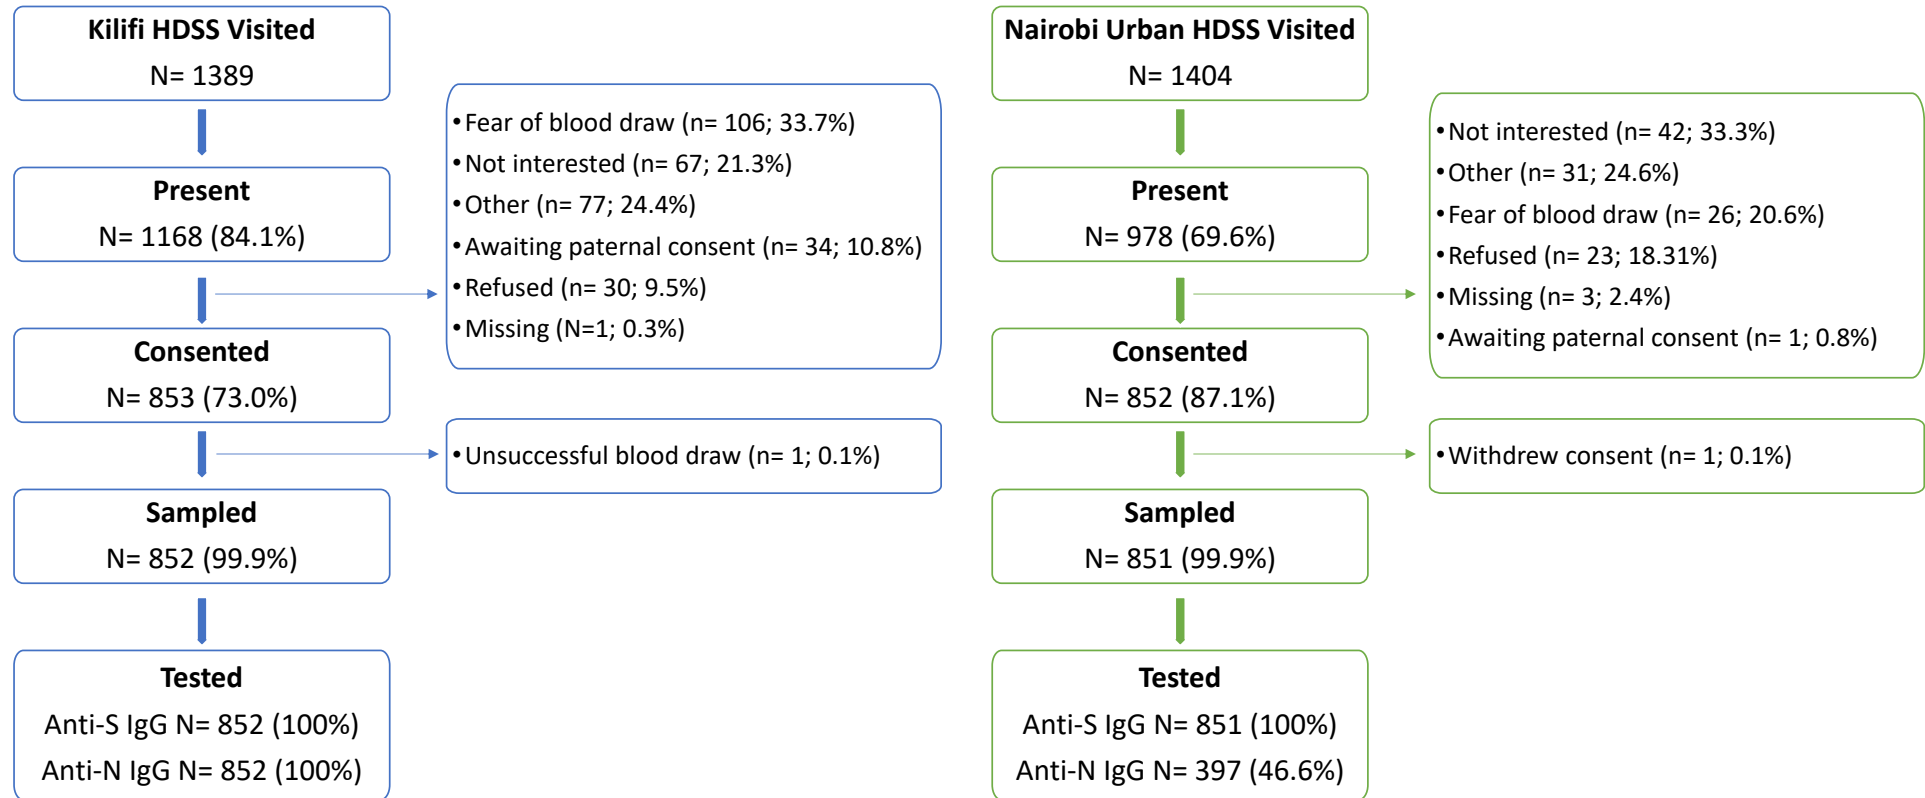 Kilifi HDSS Visited
N= 1389
•Fear of blood draw (n= 106; 33.7%)
•Not interested (n= 67; 21.3%)
•Other (n= 77; 24.4%)
•Awaiting paternal consent (n= 34; 10.8%)
•Refused (n= 30; 9.5%)
•Missing (N=1; 0.3%)
Present
N= 1168 (84.1%)
Consented
N= 853 (73.0%)
•Unsuccessful blood draw (n= 1; 0.1%)
Sampled
N= 852 (99.9%)
Tested
Anti-S IgG N= 852 (100%)
Anti-N IgG N= 852 (100%)
Nairobi Urban HDSS Visited
N= 1404
•Not interested (n= 42; 33.3%)
•Other (n= 31; 24.6%)
•Fear of blood draw (n= 26; 20.6%)
•Refused (n= 23; 18.31%)
•Missing (n= 3; 2.4%)
•Awaiting paternal consent (n= 1; 0.8%)
Present
N= 978 (69.6%)
Consented
N= 852 (87.1%)
•Withdrew consent (n= 1; 0.1%)
Sampled
N= 851 (99.9%)
Tested
Anti-S IgG N= 851 (100%)
Anti-N IgG N= 397 (46.6%)